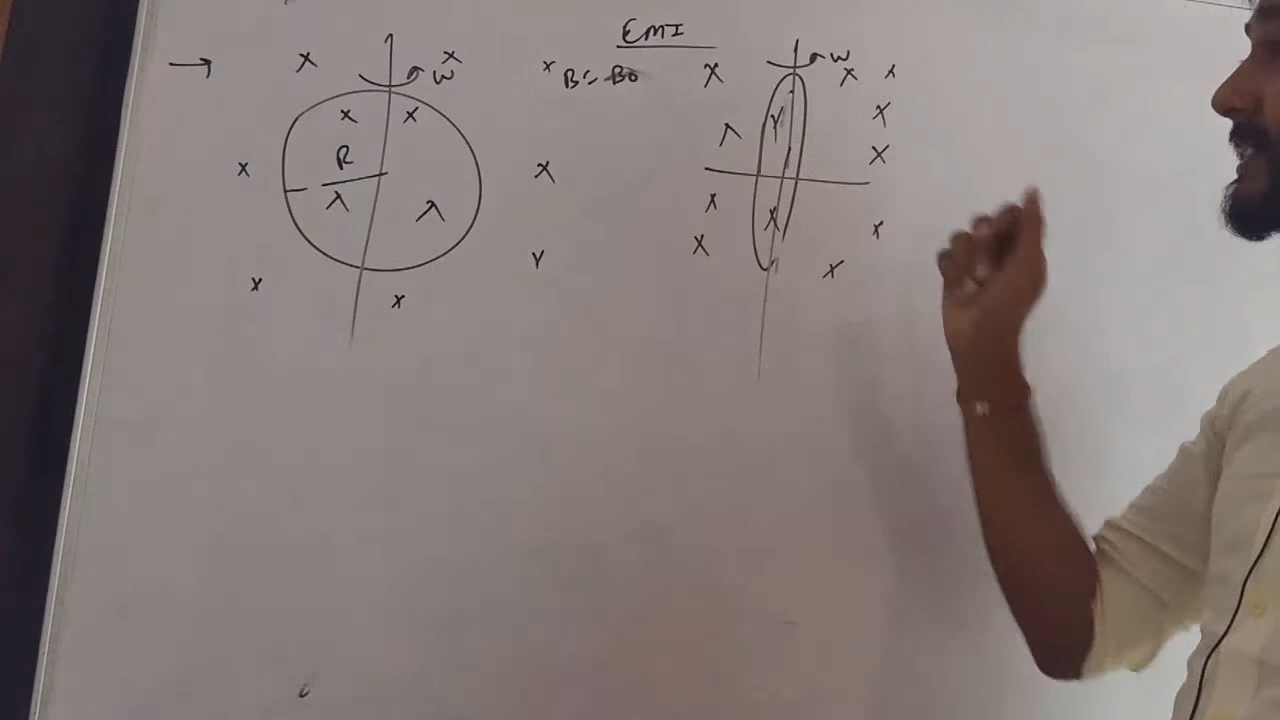 EMI
→ x x w x B = B0 x w x x
x x x x
R x x
x x x x
x x x x x
x x x x
x x